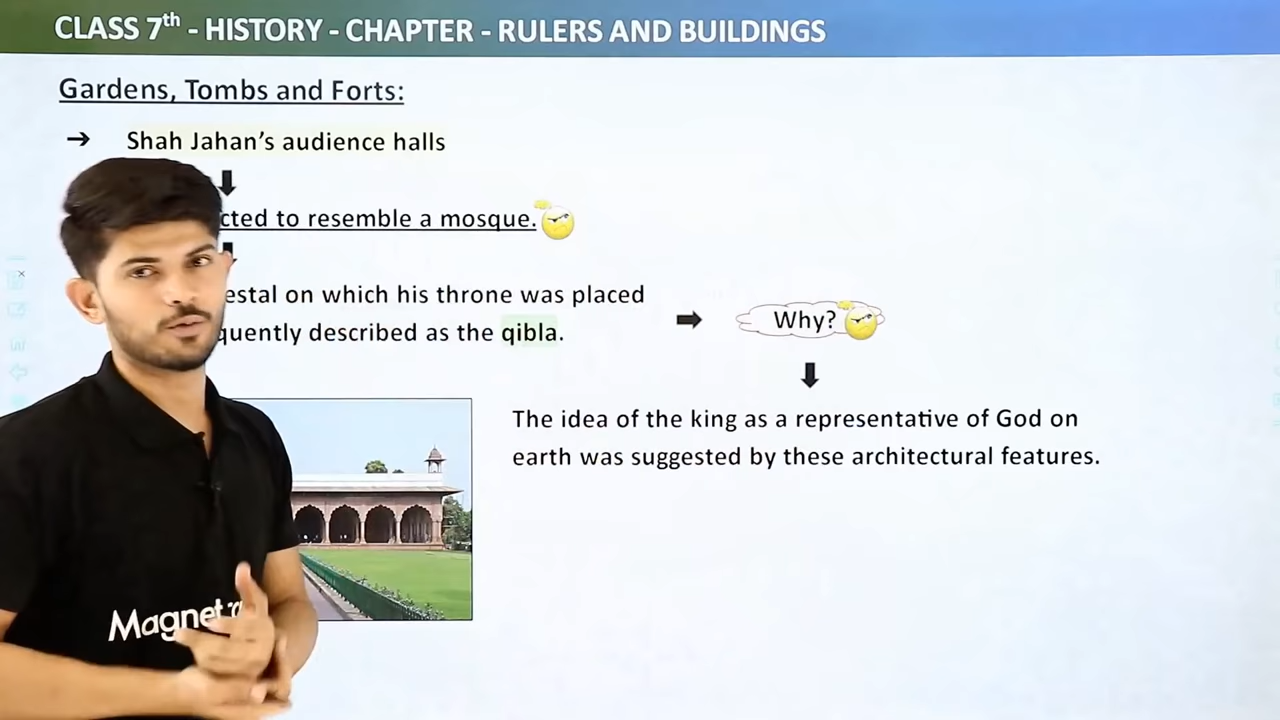 CLASS 7th - HISTORY - CHAPTER - RULERS AND BUILDINGS
Gardens, Tombs and Forts:
→ Shah Jahan's audience halls
cted to resemble a mosque.
estal on which his throne was placed
quently described as the qibla.
Why?
The idea of the king as a representative of God on
earth was suggested by these architectural features.
Magnet